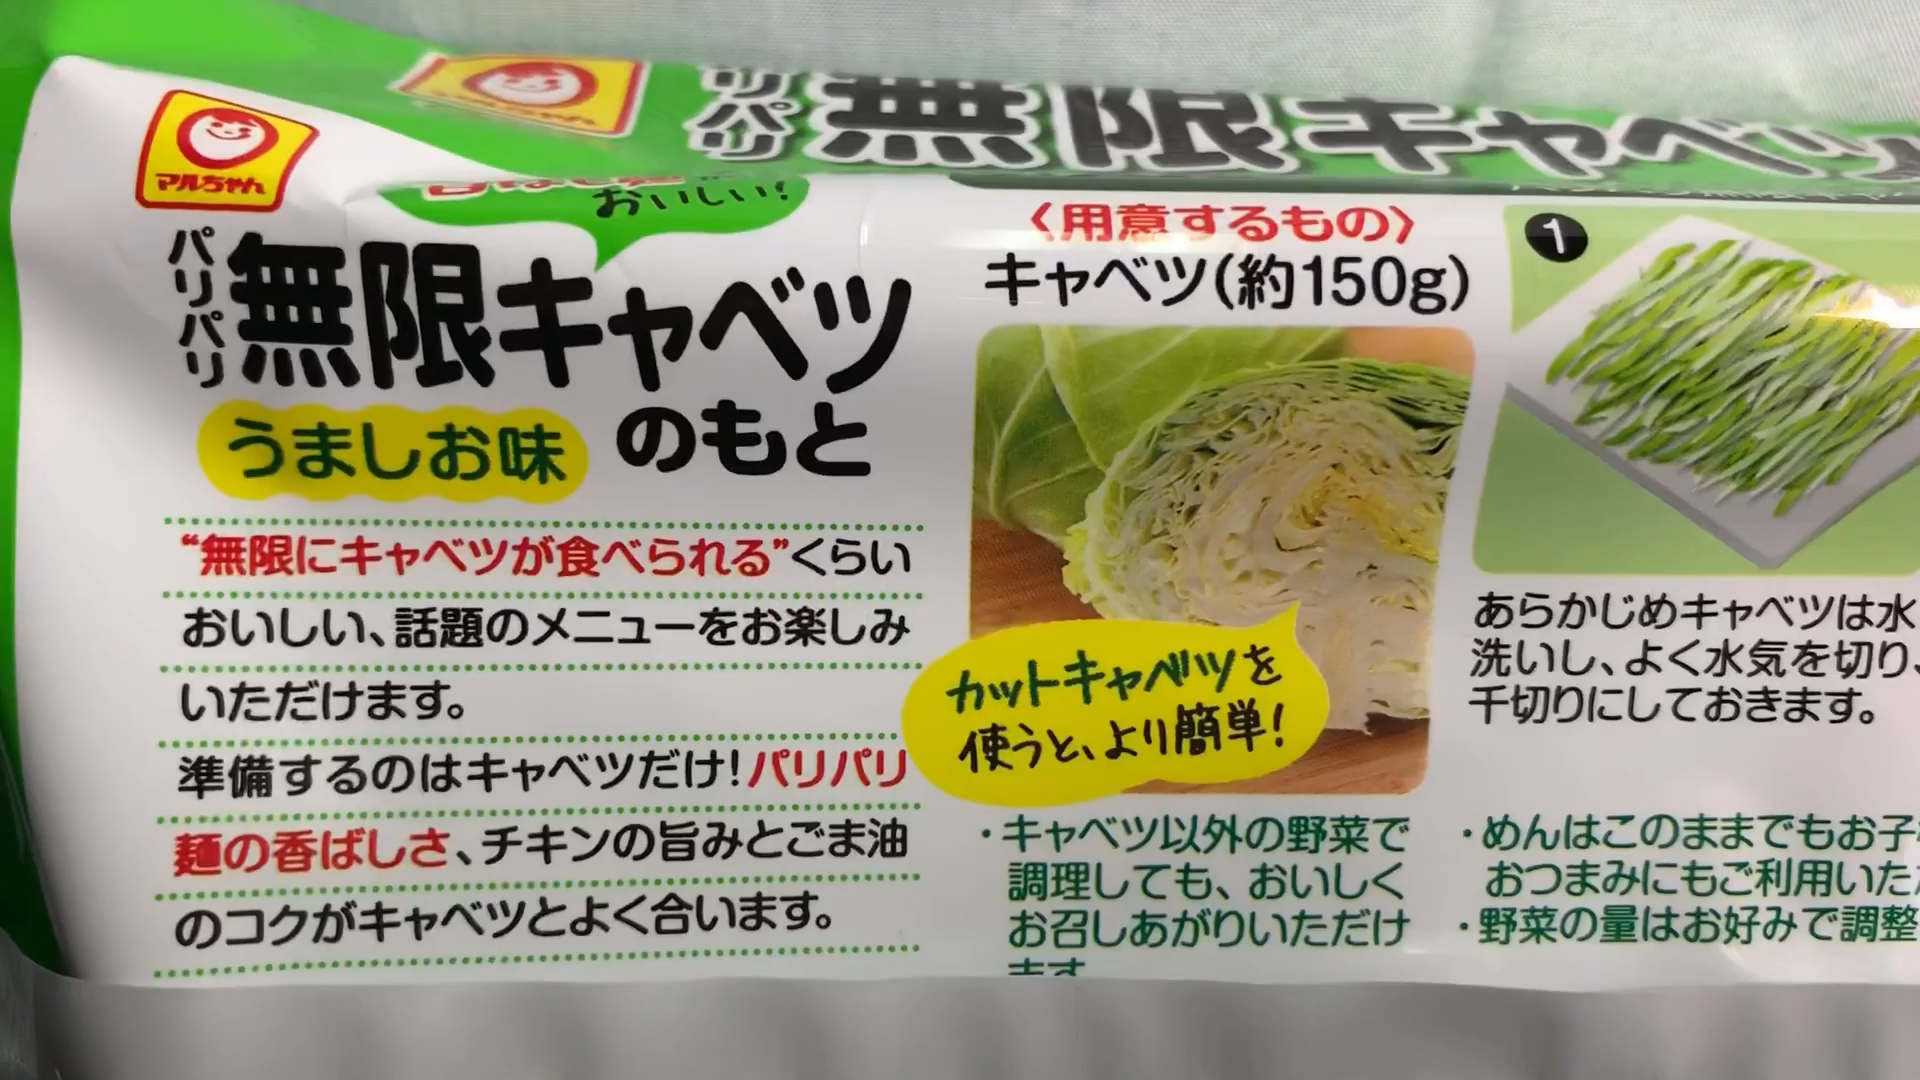 マルちゃん
パリ
無限キャベツ
マルちゃん
おいしい!
パリパリ
無限キャベツ
のもと
うましお味
“無限にキャベツが食べられる”くらい
おいしい、話題のメニューをお楽しみ
いただけます。
準備するのはキャベツだけ!パリパリ
麺の香ばしさ、チキンの旨みとごま油
のコクがキャベツとよく合います。
〈用意するもの〉
キャベツ(約150g)
カットキャベツを
使うと、より簡単!
・キャベツ以外の野菜で
調理しても、おいしく
お召しあがりいただけ
ます
1
あらかじめキャベツは水
洗いし、よく水気を切り、
千切りにしておきます。
・めんはこのままでもお子
おつまみにもご利用いた
・野菜の量はお好みで調整